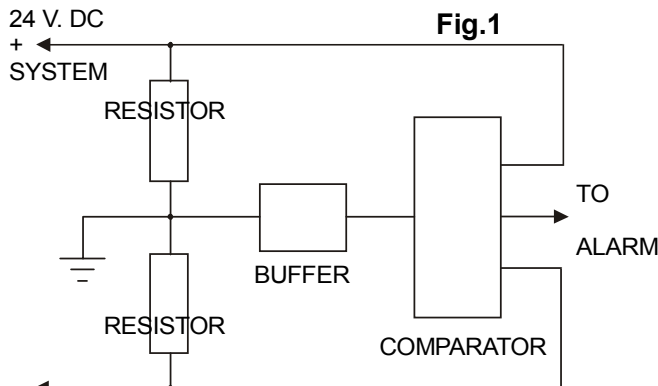 24 V. DC
Fig.1
+
SYSTEM
RESISTOR
TO
ALARM
BUFFER
RESISTOR
COMPARATOR